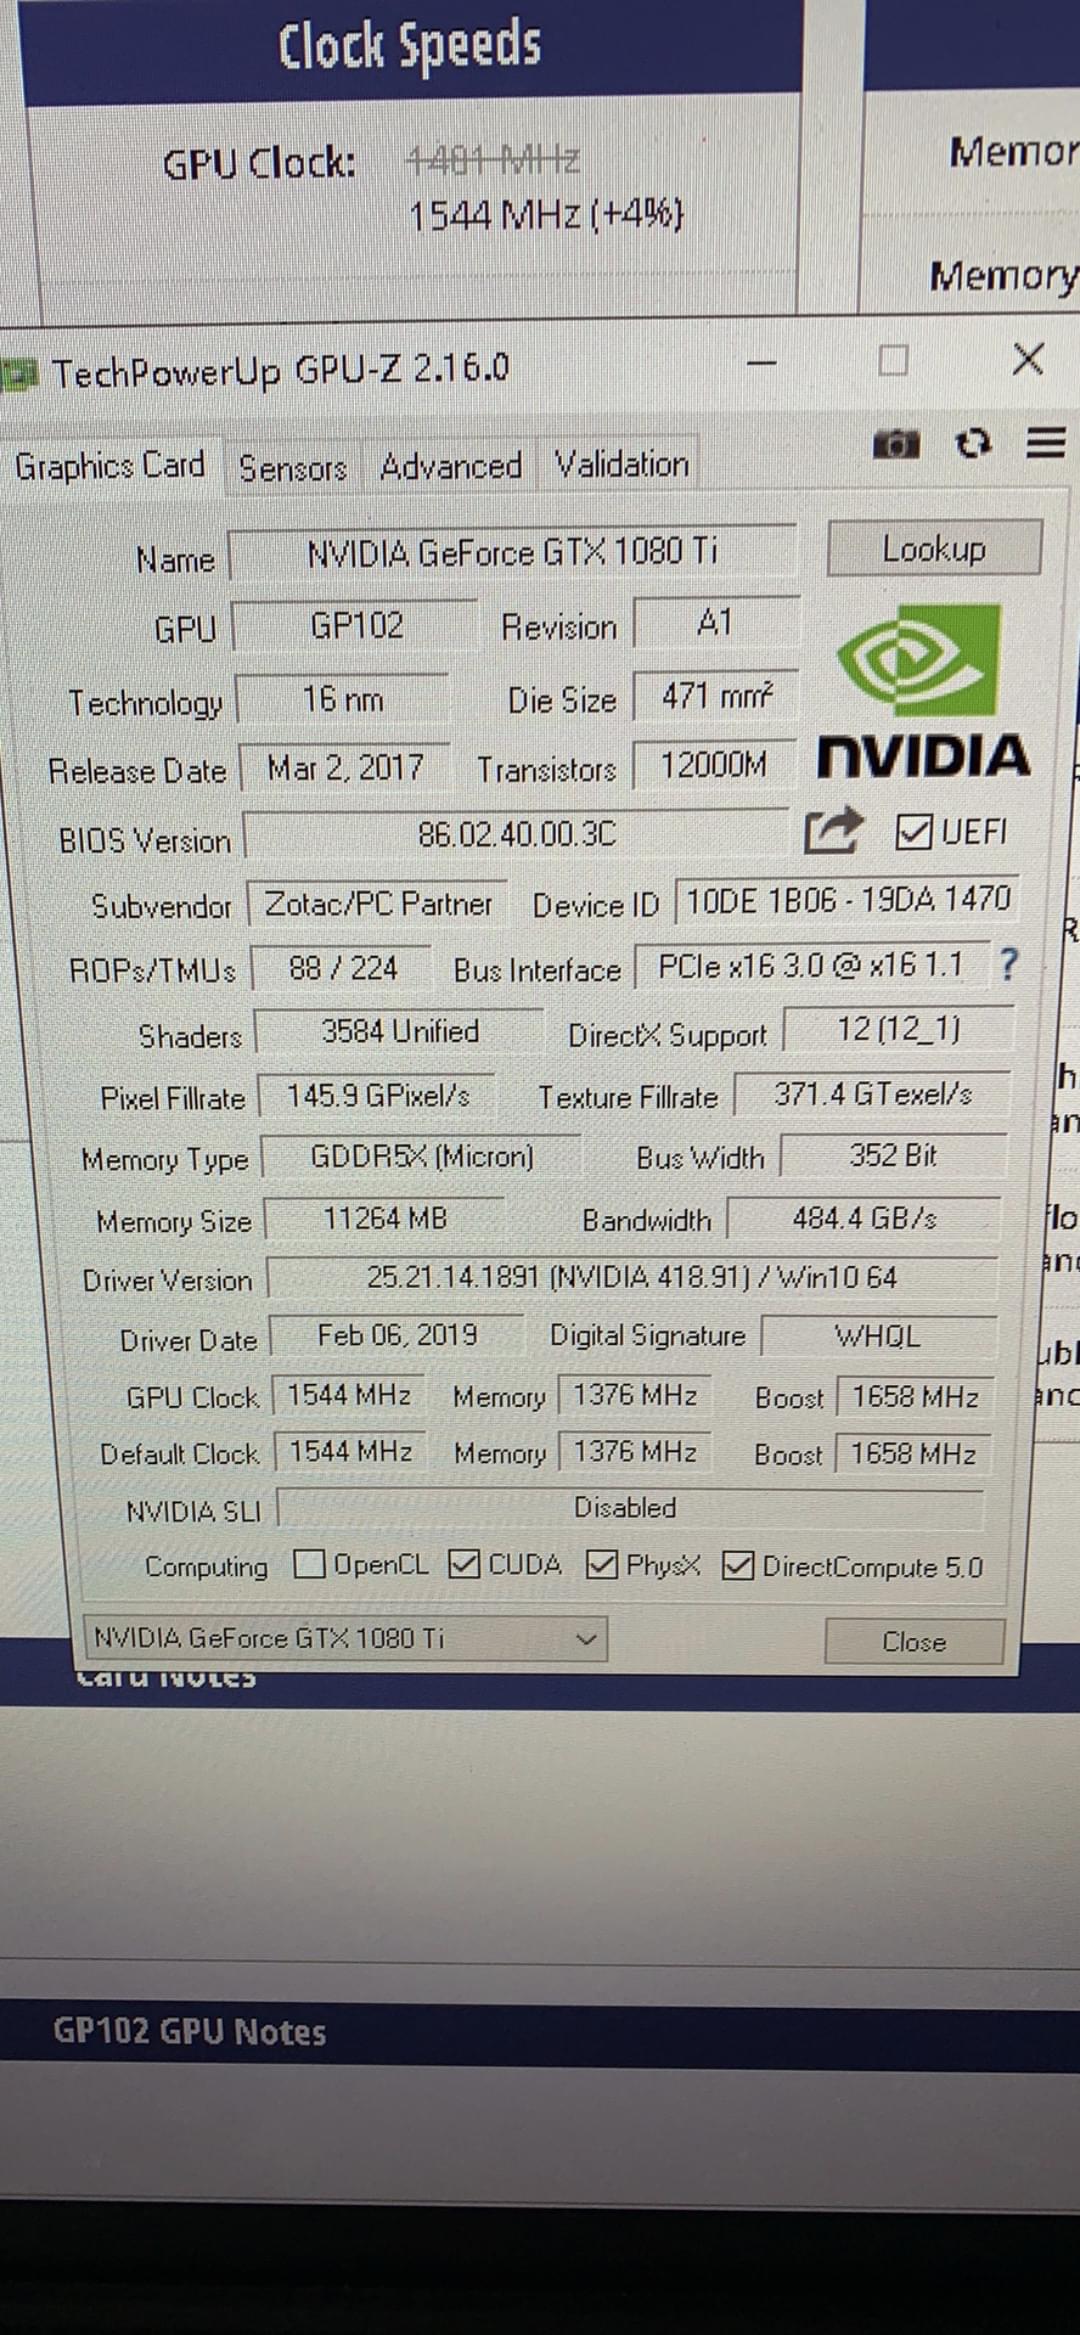 Clock Speeds
GPU Clock: 1481 MHz
1544 MHz (+4%)
Memor
Memory
TechPowerUp GPU-Z 2.16.0
Graphics Card Sensors Advanced Validation
Name NVIDIA GeForce GTX 1080 Ti Lookup
GPU GP102 Revision A1
Technology 16 nm Die Size 471 mm²
Release Date Mar 2, 2017 Transistors 12000M
NVIDIA
BIOS Version 86.02.40.00.3C UEFI
Subvendor Zotac/PC Partner Device ID 10DE 1B06 - 19DA 1470
ROPs/TMUs 88 / 224 Bus Interface PCIe x16 3.0 @ x16 1.1 ?
Shaders 3584 Unified DirectX Support 12 (12_1)
Pixel Fillrate 145.9 GPixel/s Texture Fillrate 371.4 GTexel/s
Memory Type GDDR5X (Micron) Bus Width 352 Bit
Memory Size 11264 MB Bandwidth 484.4 GB/s
Driver Version 25.21.14.1891 (NVIDIA 418.91) / Win10 64
Driver Date Feb 06, 2019 Digital Signature WHQL
GPU Clock 1544 MHz Memory 1376 MHz Boost 1658 MHz
Default Clock 1544 MHz Memory 1376 MHz Boost 1658 MHz
NVIDIA SLI Disabled
Computing OpenCL CUDA PhysX DirectCompute 5.0
NVIDIA GeForce GTX 1080 Ti Close
Card Notes
GP102 GPU Notes